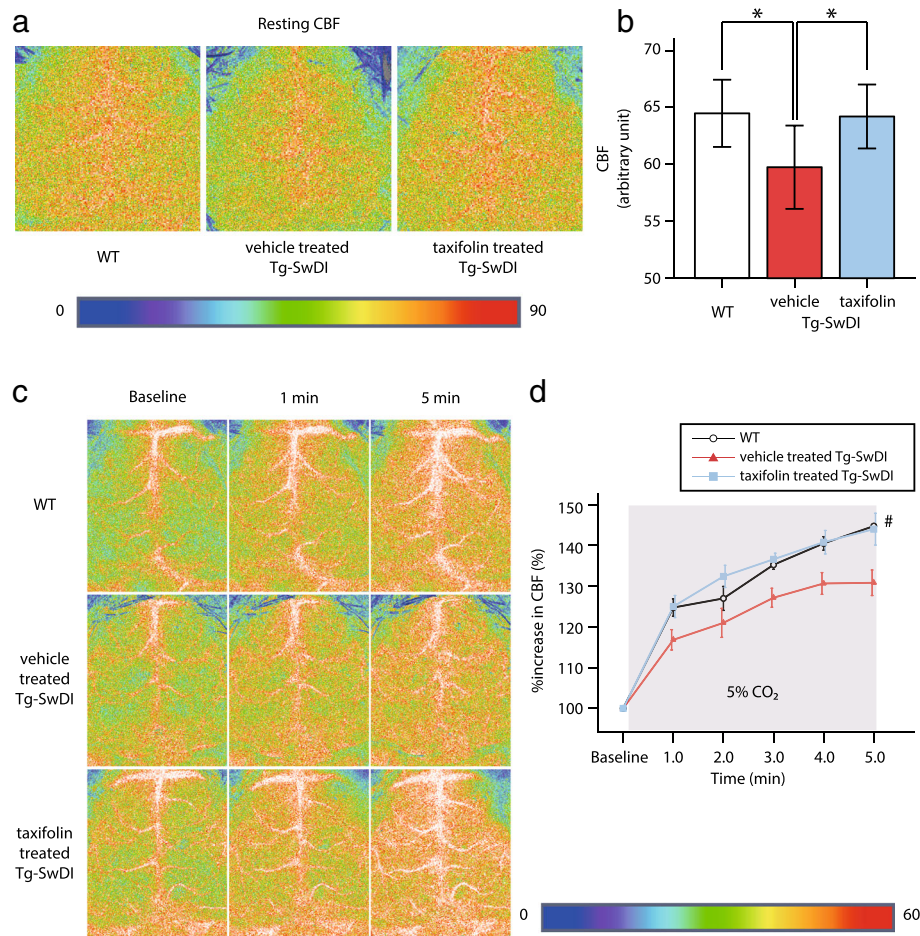 a
Resting CBF
WT
vehicle treated
Tg-SwDI
taxifolin treated
Tg-SwDI
0
90
b
*
*
CBF
(arbitrary unit)
70
65
60
55
50
WT
vehicle
taxifolin
Tg-SwDI
c
Baseline
1 min
5 min
WT
vehicle
treated
Tg-SwDI
taxifolin
treated
Tg-SwDI
d
WT
vehicle treated Tg-SwDI
taxifolin treated Tg-SwDI
%increase in CBF (%)
150
140
130
120
110
100
#
5% CO₂
Baseline
1.0
2.0
3.0
4.0
5.0
Time (min)
0
60